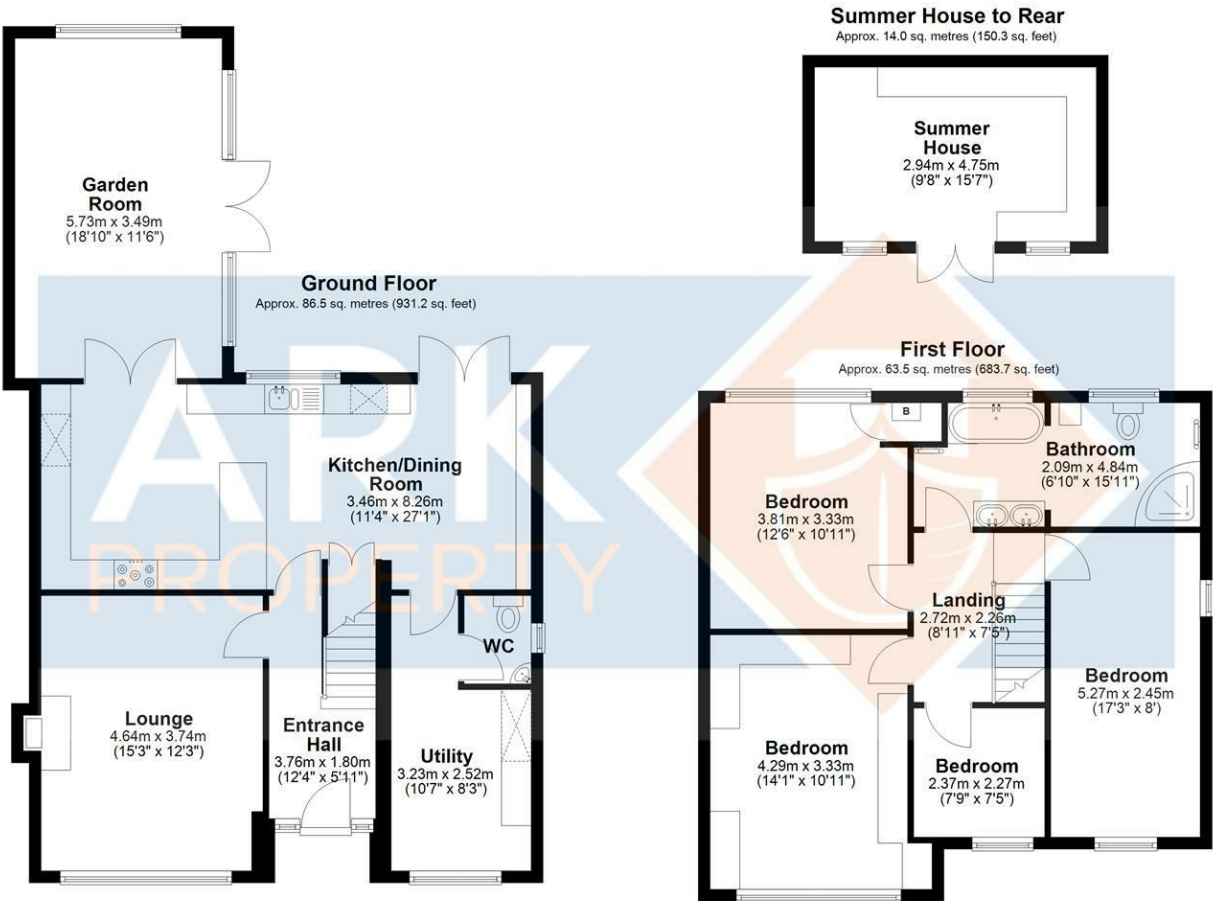 Summer House to Rear
Approx. 14.0 sq. metres (150.3 sq. feet)
Summer
House
2.94m x 4.75m
(9'8" x 15'7")
Garden
Room
5.73m x 3.49m
(18'10" x 11'6")
Ground Floor
Approx. 86.5 sq. metres (931.2 sq. feet)
APK
PROPERTY
Kitchen/Dining
Room
3.46m x 8.26m
(11'4" x 27'1")
WC
Lounge
4.64m x 3.74m
(15'3" x 12'3")
Entrance
Hall
3.76m x 1.80m
(12'4" x 5'11")
Utility
3.23m x 2.52m
(10'7" x 8'3")
First Floor
Approx. 63.5 sq. metres (683.7 sq. feet)
B
Bedroom
3.81m x 3.33m
(12'6" x 10'11")
Bathroom
2.09m x 4.84m
(6'10" x 15'11")
Landing
2.72m x 2.26m
(8'11" x 7'5")
Bedroom
5.27m x 2.45m
(17'3" x 8')
Bedroom
4.29m x 3.33m
(14'1" x 10'11")
Bedroom
2.37m x 2.27m
(7'9" x 7'5")